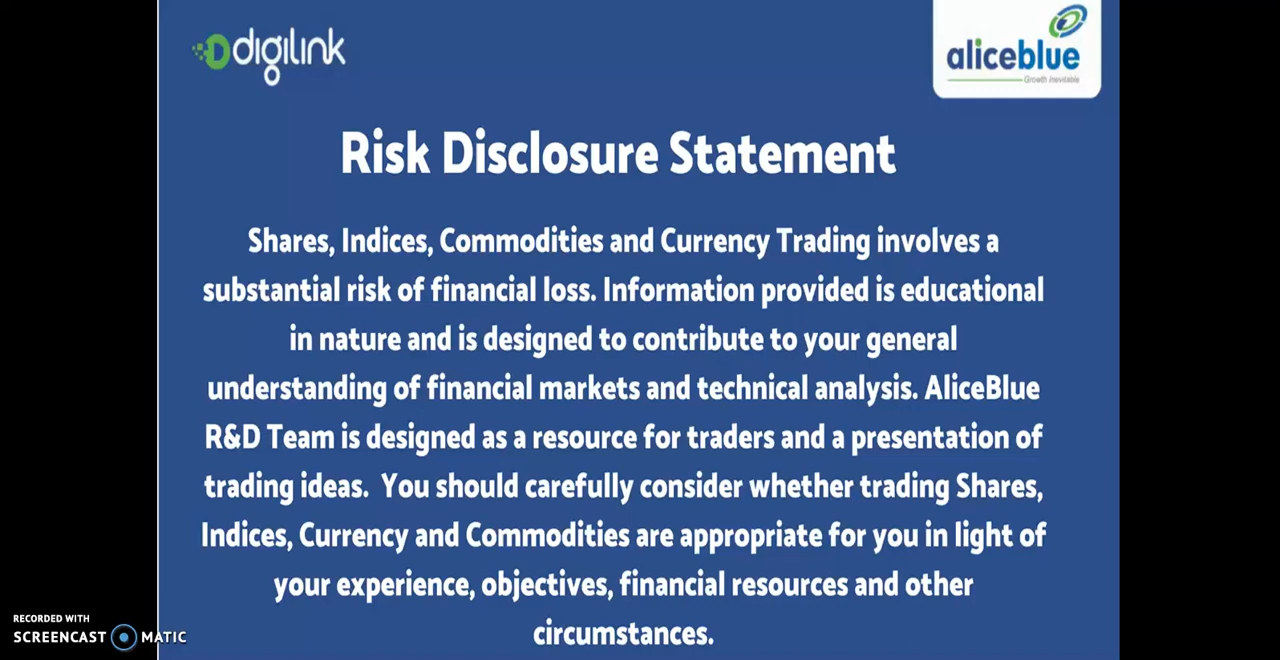 digilink
aliceblue
Growth Inevitable
Risk Disclosure Statement
Shares, Indices, Commodities and Currency Trading involves a
substantial risk of financial loss. Information provided is educational
in nature and is designed to contribute to your general
understanding of financial markets and technical analysis. AliceBlue
R&D Team is designed as a resource for traders and a presentation of
trading ideas.  You should carefully consider whether trading Shares,
Indices, Currency and Commodities are appropriate for you in light of
your experience, objectives, financial resources and other
circumstances.
RECORDED WITH
SCREENCAST MATIC